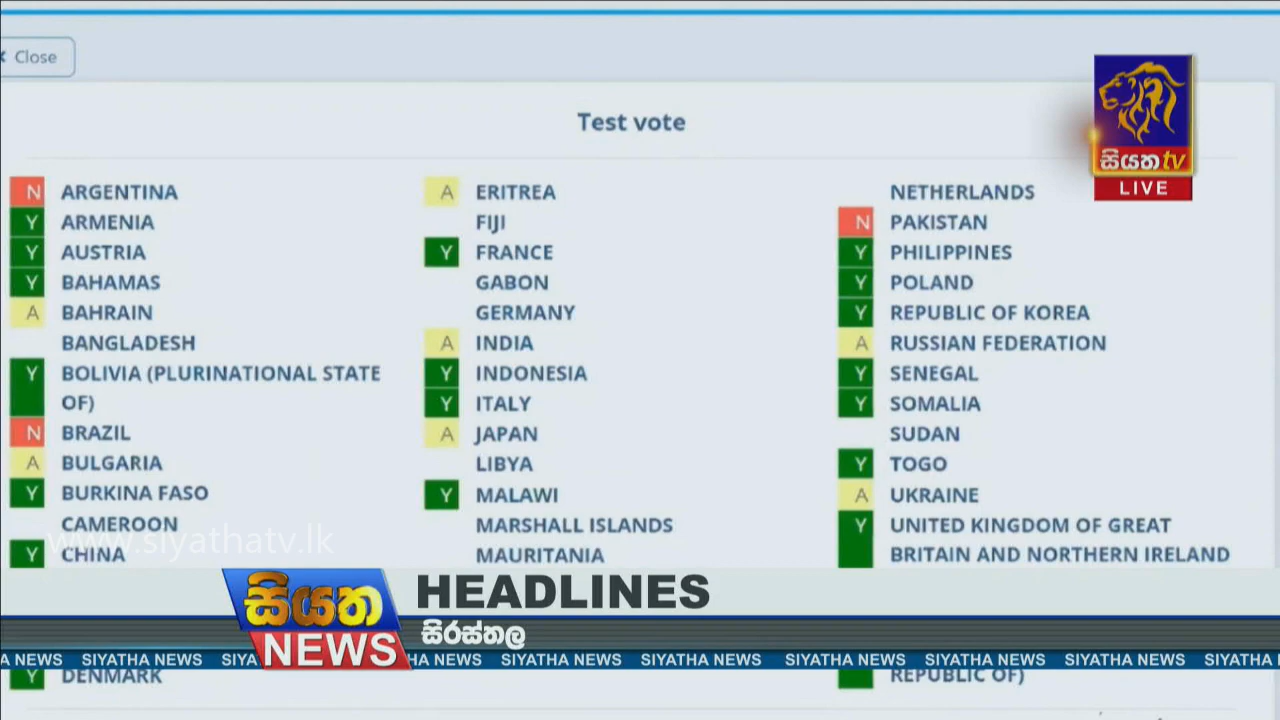 × Close
Test vote
සියත tv
LIVE
N ARGENTINA
Y ARMENIA
Y AUSTRIA
Y BAHAMAS
A BAHRAIN
BANGLADESH
Y BOLIVIA (PLURINATIONAL STATE
OF)
N BRAZIL
A BULGARIA
Y BURKINA FASO
CAMEROON
Y CHINA
Y DENMARK
A ERITREA
FIJI
Y FRANCE
GABON
GERMANY
A INDIA
Y INDONESIA
Y ITALY
A JAPAN
LIBYA
Y MALAWI
MARSHALL ISLANDS
MAURITANIA
NETHERLANDS
N PAKISTAN
Y PHILIPPINES
Y POLAND
Y REPUBLIC OF KOREA
A RUSSIAN FEDERATION
Y SENEGAL
Y SOMALIA
SUDAN
Y TOGO
A UKRAINE
Y UNITED KINGDOM OF GREAT
BRITAIN AND NORTHERN IRELAND
REPUBLIC OF)
www.siyathatv.lk
සියත
NEWS
HEADLINES
සිරස්තල
A NEWS SIYATHA NEWS SIYA HA NEWS SIYATHA NEWS SIYATHA NEWS SIYATHA NEWS SIYATHA NEWS SIYATHA NEWS SIYATHA